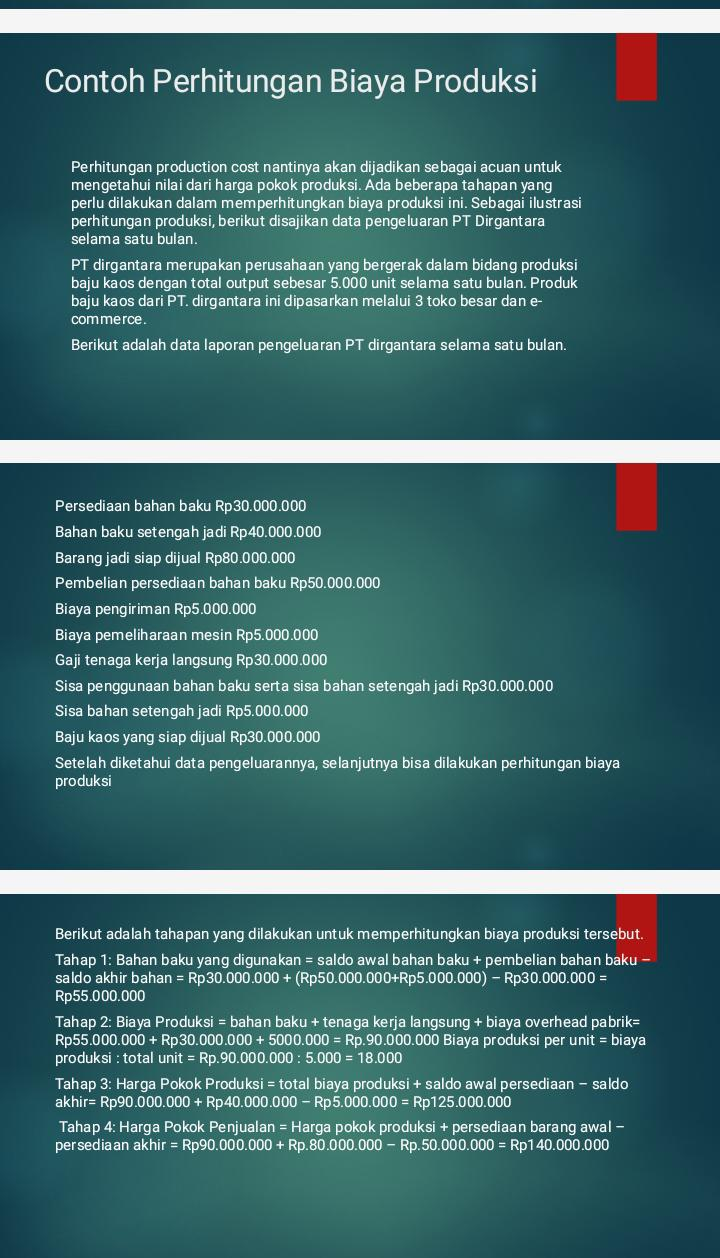 Contoh Perhitungan Biaya Produksi
Perhitungan production cost nantinya akan dijadikan sebagai acuan untuk
mengetahui nilai dari harga pokok produksi. Ada beberapa tahapan yang
perlu dilakukan dalam memperhitungkan biaya produksi ini. Sebagai ilustrasi
perhitungan produksi, berikut disajikan data pengeluaran PT Dirgantara
selama satu bulan.
PT dirgantara merupakan perusahaan yang bergerak dalam bidang produksi
baju kaos dengan total output sebesar 5.000 unit selama satu bulan. Produk
baju kaos dari PT. dirgantara ini dipasarkan melalui 3 toko besar dan e-
commerce.
Berikut adalah data laporan pengeluaran PT dirgantara selama satu bulan.
Persediaan bahan baku Rp30.000.000
Bahan baku setengah jadi Rp40.000.000
Barang jadi siap dijual Rp80.000.000
Pembelian persediaan bahan baku Rp50.000.000
Biaya pengiriman Rp5.000.000
Biaya pemeliharaan mesin Rp5.000.000
Gaji tenaga kerja langsung Rp30.000.000
Sisa penggunaan bahan baku serta sisa bahan setengah jadi Rp30.000.000
Sisa bahan setengah jadi Rp5.000.000
Baju kaos yang siap dijual Rp30.000.000
Setelah diketahui data pengeluarannya, selanjutnya bisa dilakukan perhitungan biaya
produksi
Berikut adalah tahapan yang dilakukan untuk memperhitungkan biaya produksi tersebut.
Tahap 1: Bahan baku yang digunakan = saldo awal bahan baku + pembelian bahan baku –
saldo akhir bahan = Rp30.000.000 + (Rp50.000.000+Rp5.000.000) – Rp30.000.000 =
Rp55.000.000
Tahap 2: Biaya Produksi = bahan baku + tenaga kerja langsung + biaya overhead pabrik=
Rp55.000.000 + Rp30.000.000 + 5000.000 = Rp.90.000.000 Biaya produksi per unit = biaya
produksi : total unit = Rp.90.000.000 : 5.000 = 18.000
Tahap 3: Harga Pokok Produksi = total biaya produksi + saldo awal persediaan – saldo
akhir= Rp90.000.000 + Rp40.000.000 – Rp5.000.000 = Rp125.000.000
Tahap 4: Harga Pokok Penjualan = Harga pokok produksi + persediaan barang awal –
persediaan akhir = Rp90.000.000 + Rp.80.000.000 – Rp.50.000.000 = Rp140.000.000